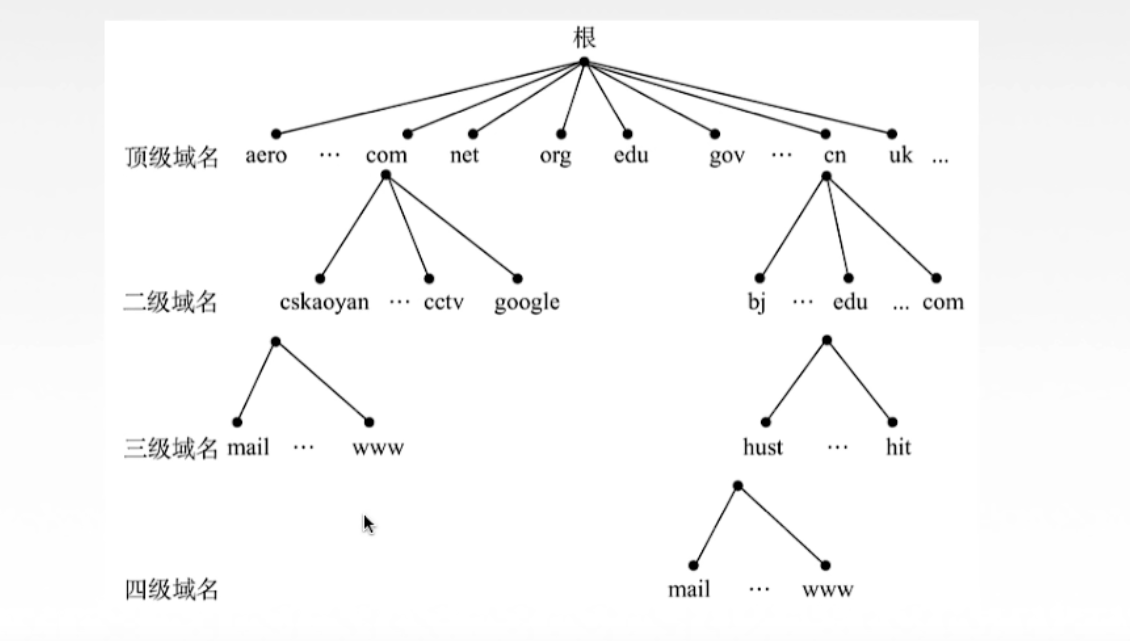 根
顶级域名 aero … com net org edu gov … cn uk ...
二级域名 cskaoyan … cctv google bj … edu ... com
三级域名 mail … www hust … hit
四级域名 mail … www